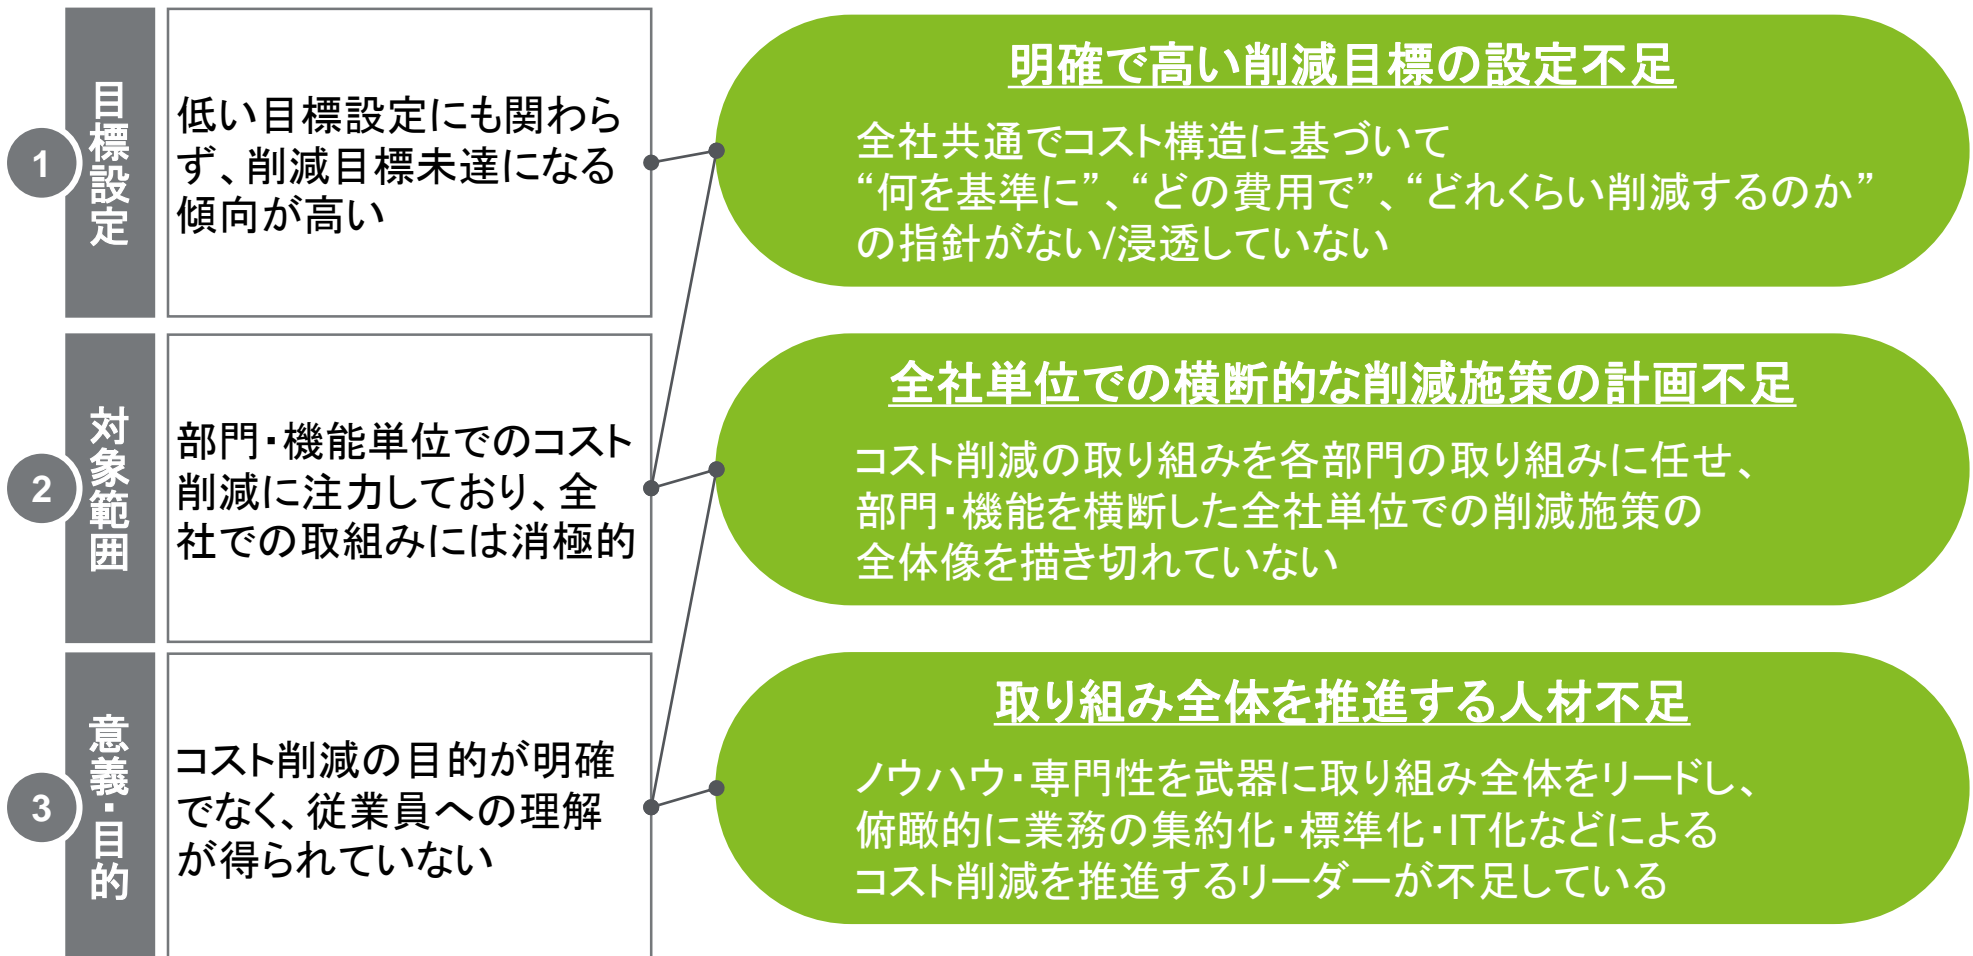 1
目標設定
低い目標設定にも関わら
ず、削減目標未達になる
傾向が高い
明確で高い削減目標の設定不足
全社共通でコスト構造に基づいて
“何を基準に”、“どの費用で”、“どれくらい削減するのか”
の指針がない/浸透していない
2
対象範囲
部門・機能単位でのコスト
削減に注力しており、全
社での取組みには消極的
全社単位での横断的な削減施策の計画不足
コスト削減の取り組みを各部門の取り組みに任せ、
部門・機能を横断した全社単位での削減施策の
全体像を描き切れていない
3
意義・目的
コスト削減の目的が明確
でなく、従業員への理解
が得られていない
取り組み全体を推進する人材不足
ノウハウ・専門性を武器に取り組み全体をリードし、
俯瞰的に業務の集約化・標準化・IT化などによる
コスト削減を推進するリーダーが不足している